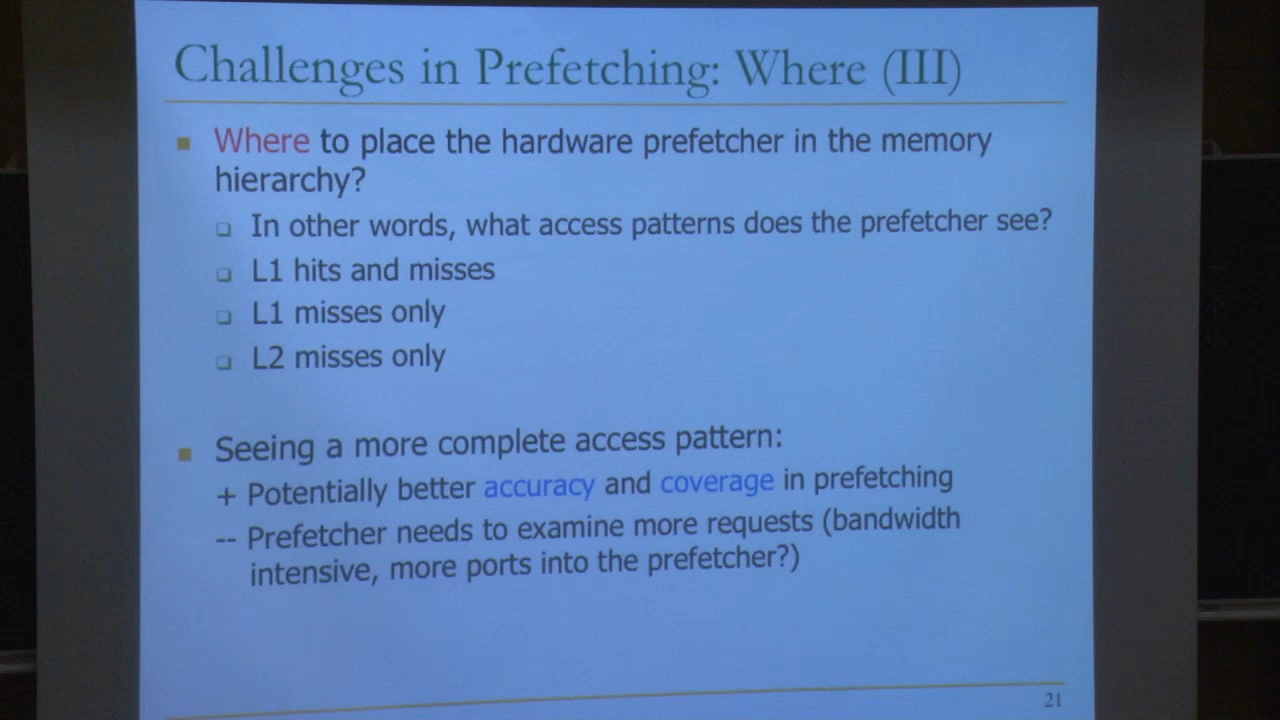 Challenges in Prefetching: Where (III)
Where to place the hardware prefetcher in the memory
hierarchy?
In other words, what access patterns does the prefetcher see?
L1 hits and misses
L1 misses only
L2 misses only
Seeing a more complete access pattern:
+ Potentially better accuracy and coverage in prefetching
-- Prefetcher needs to examine more requests (bandwidth
intensive, more ports into the prefetcher?)
21